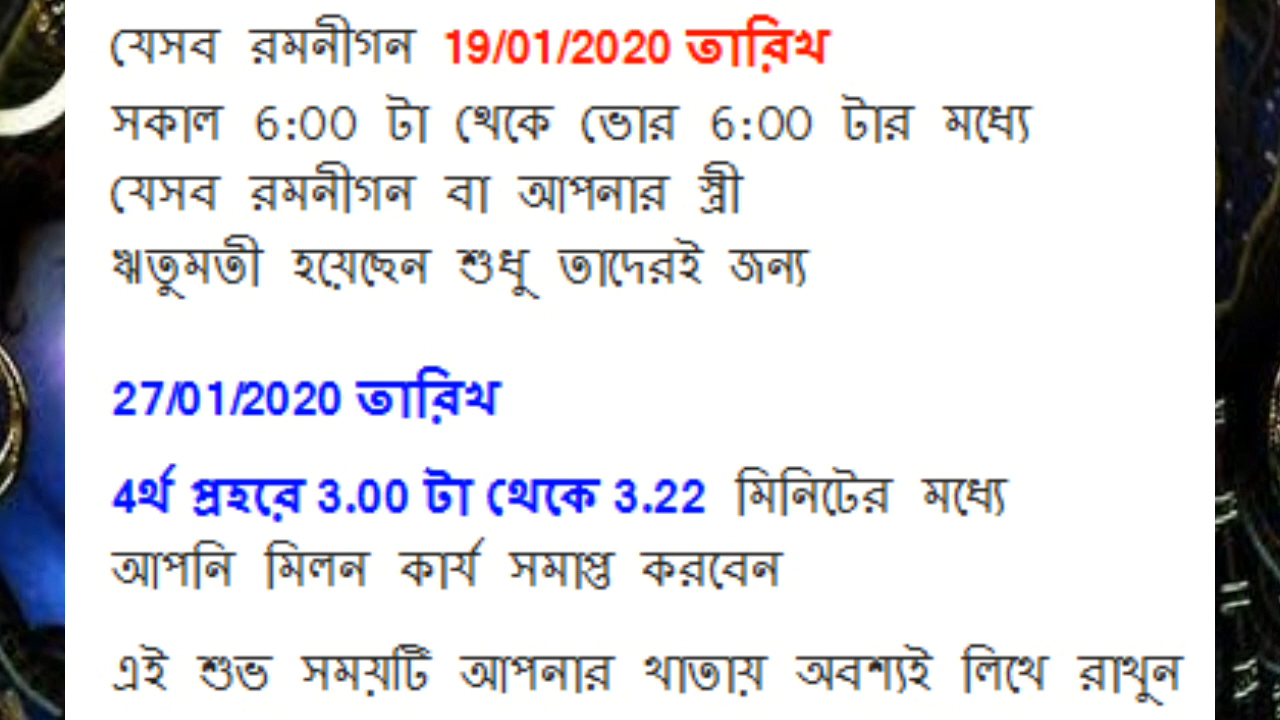 যেসব রমনীগন 19/01/2020 তারিখ
সকাল 6:00 টা থেকে ভোর 6:00 টার মধ্যে
যেসব রমনীগন বা আপনার স্ত্রী
ঋতুমতী হয়েছেন শুধু তাদেরই জন্য
27/01/2020 তারিখ
4র্থ প্রহরে 3.00 টা থেকে 3.22 মিনিটের মধ্যে
আপনি মিলন কার্য সমাপ্ত করবেন
এই শুভ সময়টি আপনার খাতায় অবশ্যই লিখে রাখুন